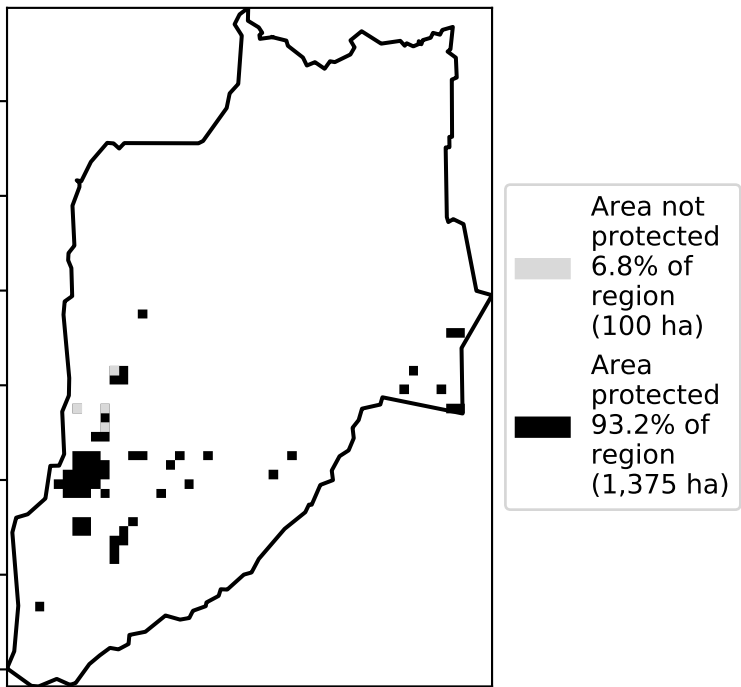 Area not
protected
6.8% of
region
(100 ha)
Area
protected
93.2% of
region
(1,375 ha)